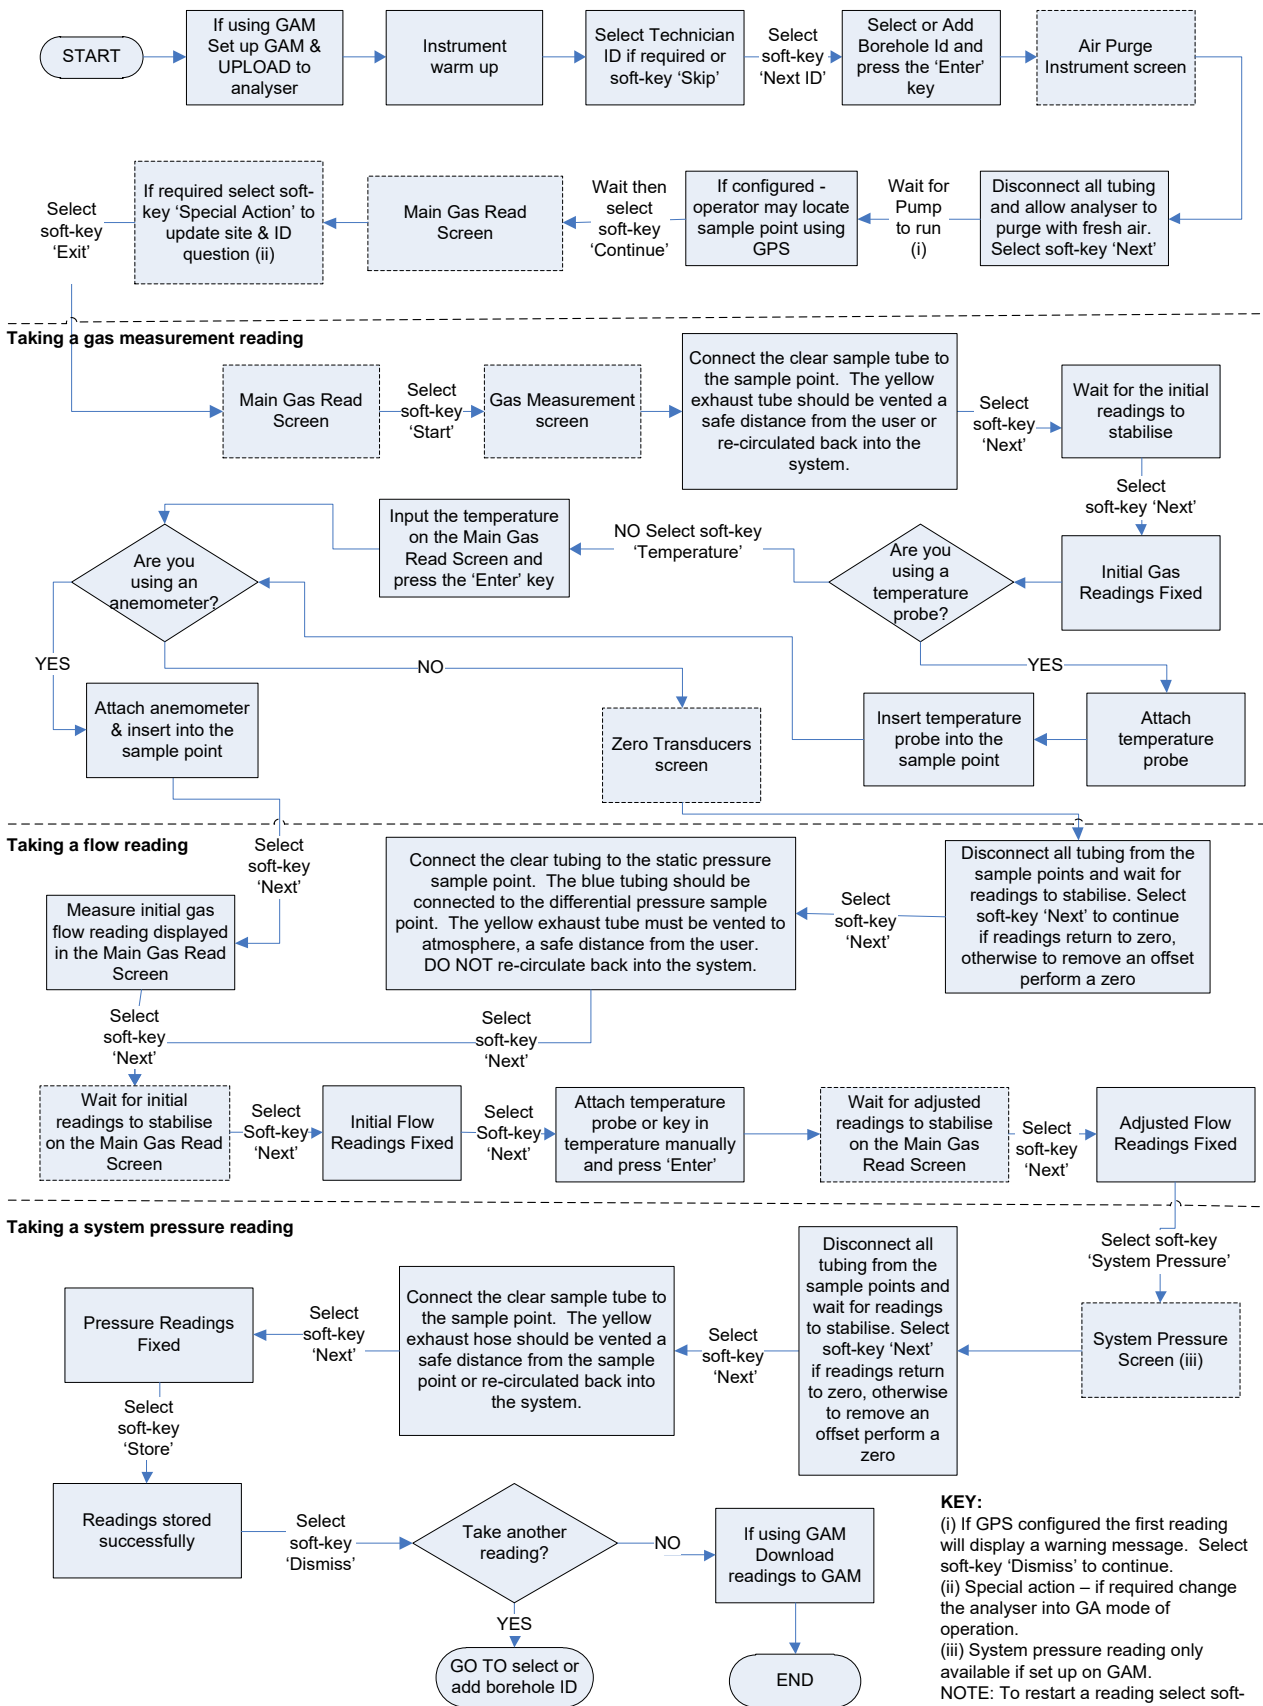 START
If using GAM
Set up GAM &
UPLOAD to
analyser
Instrument
warm up
Select Technician
ID if required or
soft-key ‘Skip’
Select
soft-key
‘Next ID’
Select or Add
Borehole Id and
press the ‘Enter’
key
Air Purge
Instrument screen
Disconnect all tubing
and allow analyser to
purge with fresh air.
Select soft-key ‘Next’
Wait for
Pump
to run
(i)
If configured -
operator may locate
sample point using
GPS
Wait then
select
soft-key
‘Continue’
Main Gas Read
Screen
If required select soft-
key ‘Special Action’ to
update site & ID
question (ii)
Select
soft-key
‘Exit’
Taking a gas measurement reading
Main Gas Read
Screen
Select
soft-key
‘Start’
Gas Measurement
screen
Connect the clear sample tube to
the sample point.  The yellow
exhaust tube should be vented a
safe distance from the user or
re-circulated back into the
system.
Select
soft-key
‘Next’
Wait for the initial
readings to
stabilise
Select
soft-key ‘Next’
Initial Gas
Readings Fixed
Are you
using a
temperature
probe?
NO Select soft-key
‘Temperature’
Input the temperature
on the Main Gas
Read Screen and
press the ‘Enter’ key
Are you
using an
anemometer?
YES
Attach
temperature
probe
Insert temperature
probe into the
sample point
YES
NO
Attach anemometer
& insert into the
sample point
Zero Transducers
screen
Taking a flow reading
Select
soft-key
‘Next’
Measure initial gas
flow reading displayed
in the Main Gas Read
Screen
Connect the clear tubing to the static pressure
sample point.  The blue tubing should be
connected to the differential pressure sample
point.  The yellow exhaust tube must be vented to
atmosphere, a safe distance from the user.
DO NOT re-circulate back into the system.
Select
soft-key
‘Next’
Disconnect all tubing from the
sample points and wait for
readings to stabilise. Select
soft-key ‘Next’ to continue
if readings return to zero,
otherwise to remove an offset
perform a zero
Select
soft-key
‘Next’
Select
soft-key
‘Next’
Wait for initial
readings to stabilise
on the Main Gas Read
Screen
Select
Soft-key
‘Next’
Initial Flow
Readings Fixed
Select
Soft-key
‘Next’
Attach temperature
probe or key in
temperature manually
and press ‘Enter’
Wait for adjusted
readings to stabilise
on the Main Gas
Read Screen
Select
soft-key
‘Next’
Adjusted Flow
Readings Fixed
Taking a system pressure reading
Select soft-key
‘System Pressure’
System Pressure
Screen (iii)
Disconnect all
tubing from the
sample points and
wait for readings
to stabilise. Select
soft-key ‘Next’
if readings return
to zero, otherwise
to remove an
offset perform a
zero
Select
soft-key
‘Next’
Connect the clear sample tube to
the sample point.  The yellow
exhaust hose should be vented a
safe distance from the sample
point or re-circulated back into
the system.
Select
soft-key
‘Next’
Pressure Readings
Fixed
Select
soft-key
‘Store’
Readings stored
successfully
Select
soft-key
‘Dismiss’
Take another
reading?
NO
If using GAM
Download
readings to GAM
YES
GO TO select or
add borehole ID
END
KEY:
(i) If GPS configured the first reading
will display a warning message.  Select
soft-key ‘Dismiss’ to continue.
(ii) Special action – if required change
the analyser into GA mode of
operation.
(iii) System pressure reading only
available if set up on GAM.
NOTE: To restart a reading select soft-